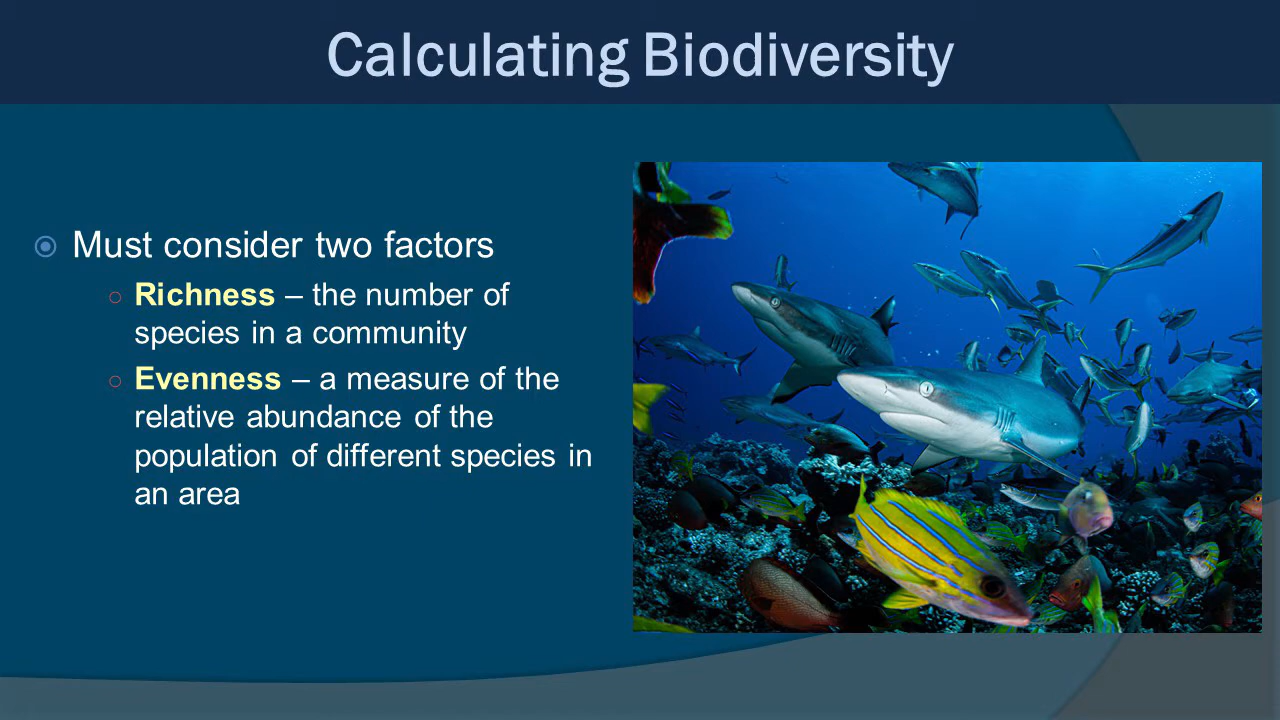 Calculating Biodiversity
Must consider two factors
Richness – the number of
species in a community
Evenness – a measure of the
relative abundance of the
population of different species in
an area